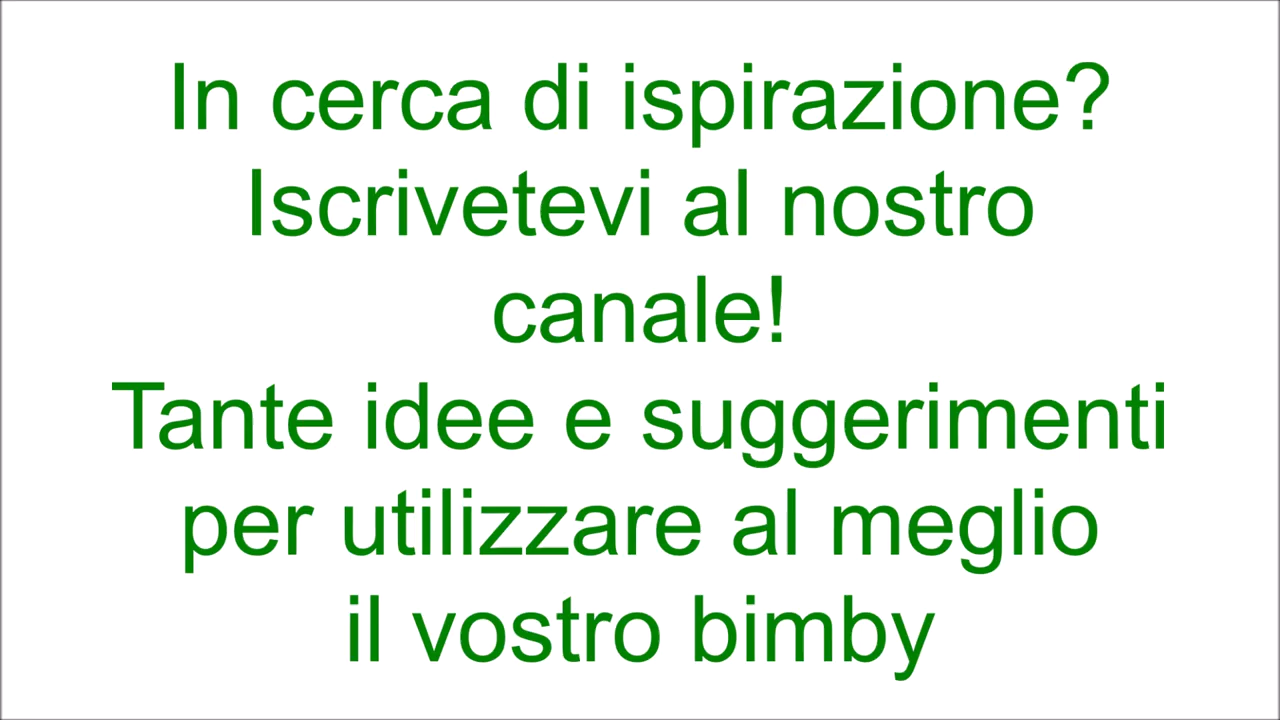 In cerca di ispirazione?
Iscrivetevi al nostro
canale!
Tante idee e suggerimenti
per utilizzare al meglio
il vostro bimby